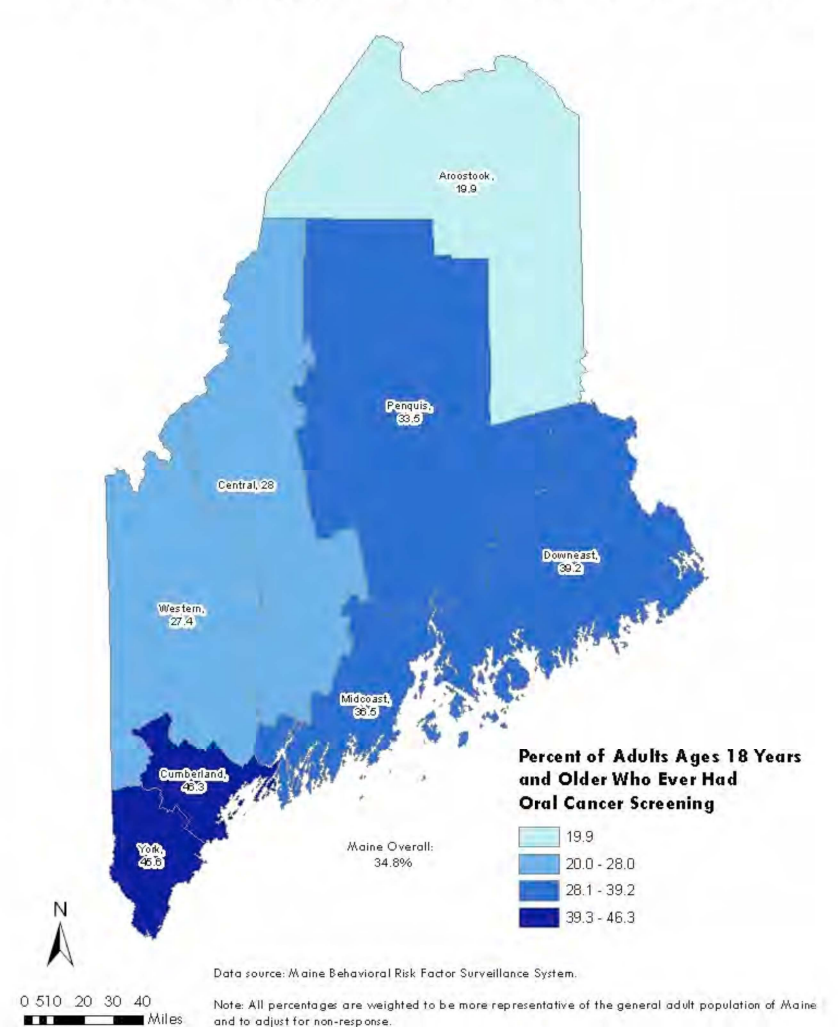 Aroostook,
19.9
Penquis,
33.5
Central, 28
Downeast,
39.2
Western,
27.4
Midcoast,
36.5
Cumberland,
46.3
York,
45.6
Maine Overall:
34.8%
Percent of Adults Ages 18 Years
and Older Who Ever Had
Oral Cancer Screening
19.9
20.0 - 28.0
28.1 - 39.2
39.3 - 46.3
N
0 5 10 20 30 40
Miles
Data source: Maine Behavioral Risk Factor Surveillance System.
Note: All percentages are weighted to be more representative of the general adult population of Maine
and to adjust for non-response.